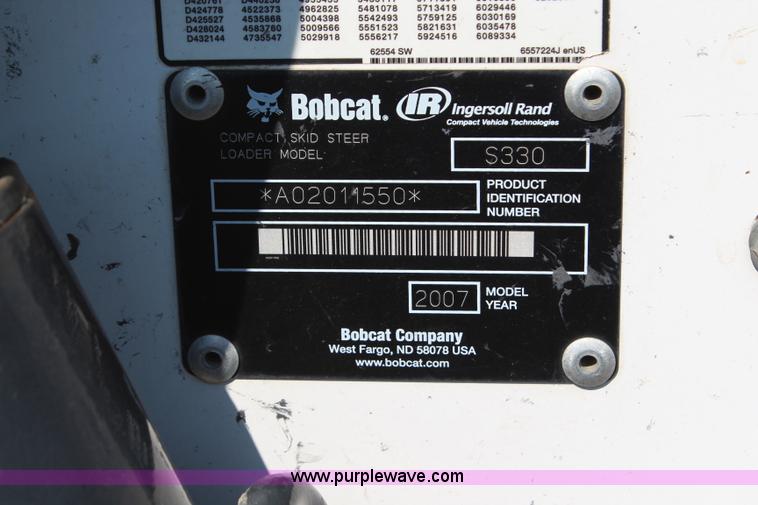 D424778 4522373 4962825 5481078 5713419 6029446
D425527 4535868 5004398 5542493 5759125 6030169
D428024 4583760 5009566 5551523 5821631 6035478
D432144 4735547 5029918 5556217 5924516 6089334
62554 SW 6557224J enUS
Bobcat. IR Ingersoll Rand
Compact Vehicle Technologies
COMPACT SKID STEER
LOADER MODEL S330
*A02011550* PRODUCT
IDENTIFICATION
NUMBER
2007 MODEL
YEAR
Bobcat Company
West Fargo, ND 58078 USA
www.bobcat.com
www.purplewave.com